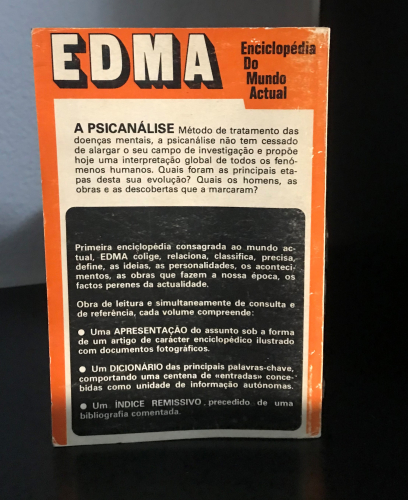 EDMA
Enciclopédia
Do
Mundo
Actual
A PSICANÁLISE Método de tratamento das
doenças mentais, a psicanálise não tem cessado
de alargar o seu campo de investigação e propõe
hoje uma interpretação global de todos os fenó-
menos humanos. Quais foram as principais eta-
pas desta sua evolução? Quais os homens, as
obras e as descobertas que a marcaram?
Primeira enciclopédia consagrada ao mundo ac-
tual, EDMA colige, relaciona, classifica, precisa,
define, as ideias, as personalidades, os aconteci-
mentos, as obras que fazem a nossa época, os
factos perenes da actualidade.
Obra de leitura e simultaneamente de consulta e
de referência, cada volume compreende:
● Uma APRESENTAÇÃO do assunto sob a forma
de um artigo de carácter enciclopédico ilustrado
com documentos fotográficos.
● Um DICIONÁRIO das principais palavras-chave,
comportando uma centena de «entradas» conce-
bidas como unidade de informação autónomas.
● Um ÍNDICE REMISSIVO, precedido de uma
bibliografia comentada.